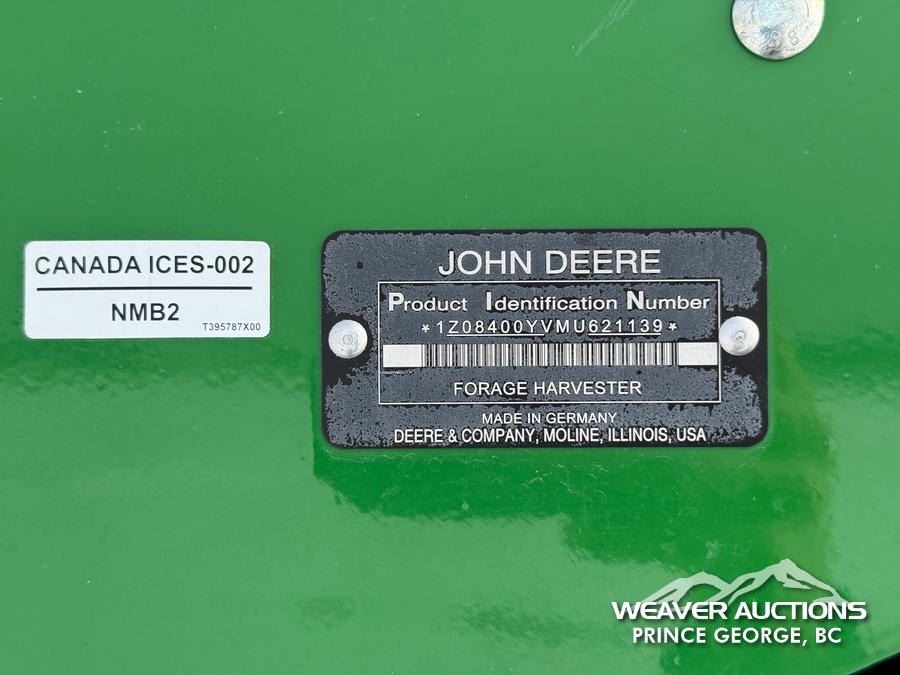 CANADA ICES-002
NMB2
T395787X00
JOHN DEERE
Product Identification Number
*1Z08400YVMU621139*
FORAGE HARVESTER
MADE IN GERMANY
DEERE & COMPANY, MOLINE, ILLINOIS, USA
WEAVER AUCTIONS
PRINCE GEORGE, BC